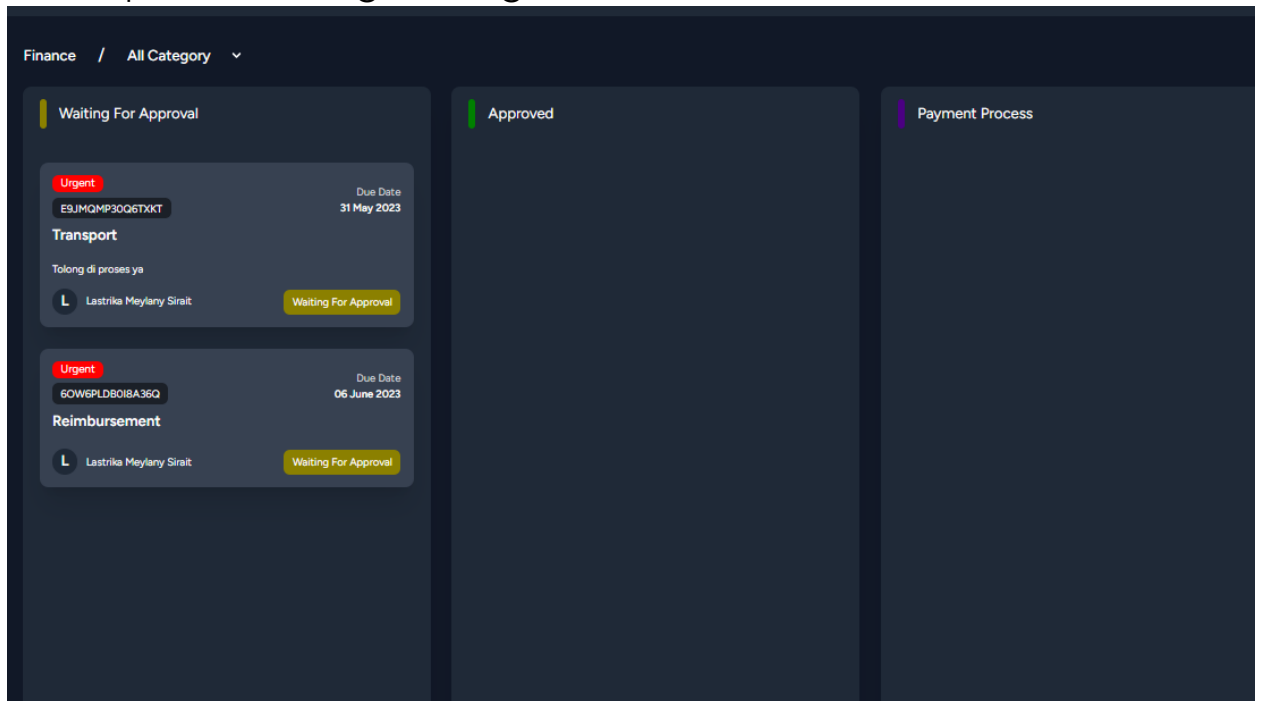 Finance / All Category
Waiting For Approval
Urgent
E9JMQMP30Q6TXKT
Due Date
31 May 2023
Transport
Tolong di proses ya
L Lastrika Meylany Sirait
Waiting For Approval
Urgent
6OW6PLDB0I8A36Q
Due Date
06 June 2023
Reimbursement
L Lastrika Meylany Sirait
Waiting For Approval
Approved
Payment Process